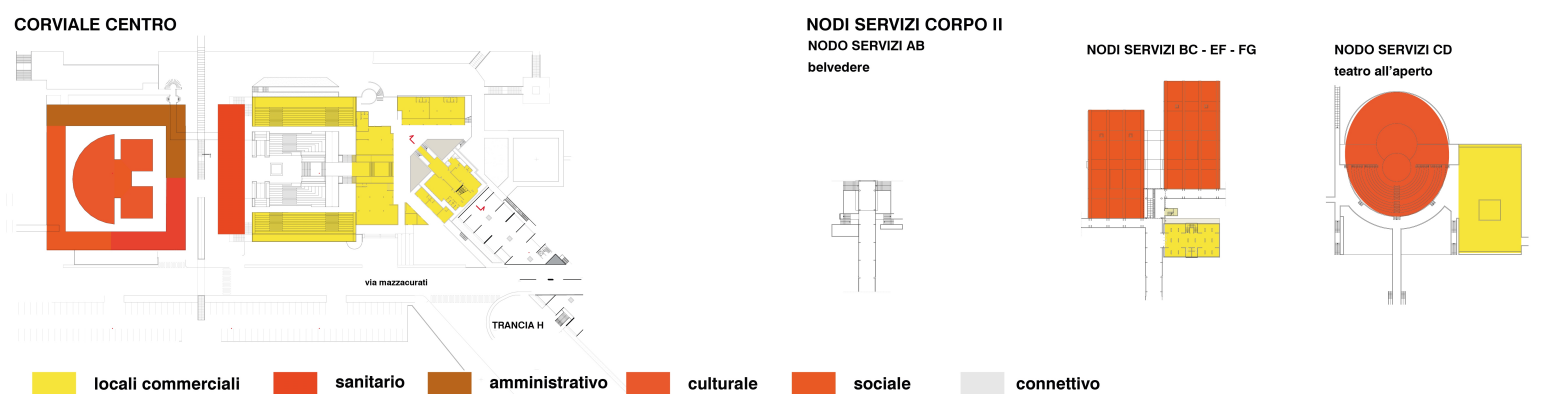 CORVIALE CENTRO
NODI SERVIZI CORPO II
NODO SERVIZI AB
belvedere
NODI SERVIZI BC - EF - FG
NODO SERVIZI CD
teatro all'aperto
via mazzacurati
TRANCIA H
locali commerciali
sanitario
amministrativo
culturale
sociale
connettivo